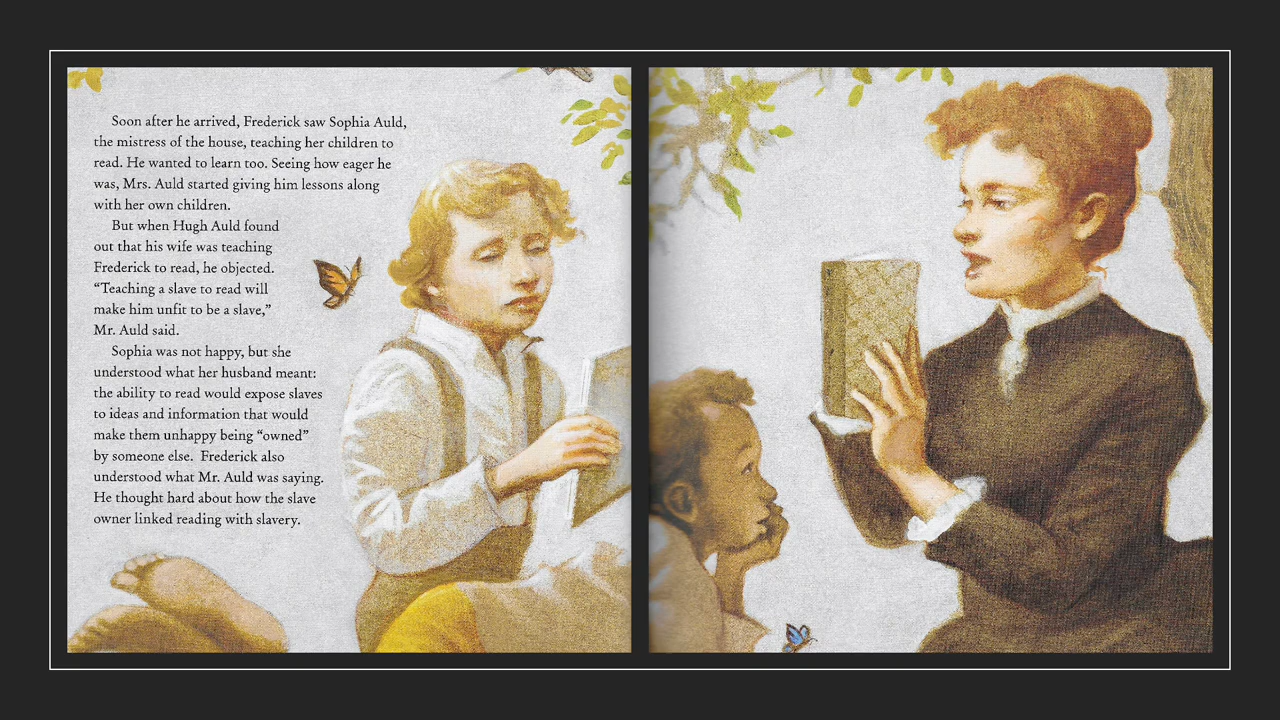 Soon after he arrived, Frederick saw Sophia Auld,
the mistress of the house, teaching her children to
read. He wanted to learn too. Seeing how eager he
was, Mrs. Auld started giving him lessons along
with her own children.
But when Hugh Auld found
out that his wife was teaching
Frederick to read, he objected.
“Teaching a slave to read will
make him unfit to be a slave,”
Mr. Auld said.
Sophia was not happy, but she
understood what her husband meant:
the ability to read would expose slaves
to ideas and information that would
make them unhappy being “owned”
by someone else.  Frederick also
understood what Mr. Auld was saying.
He thought hard about how the slave
owner linked reading with slavery.